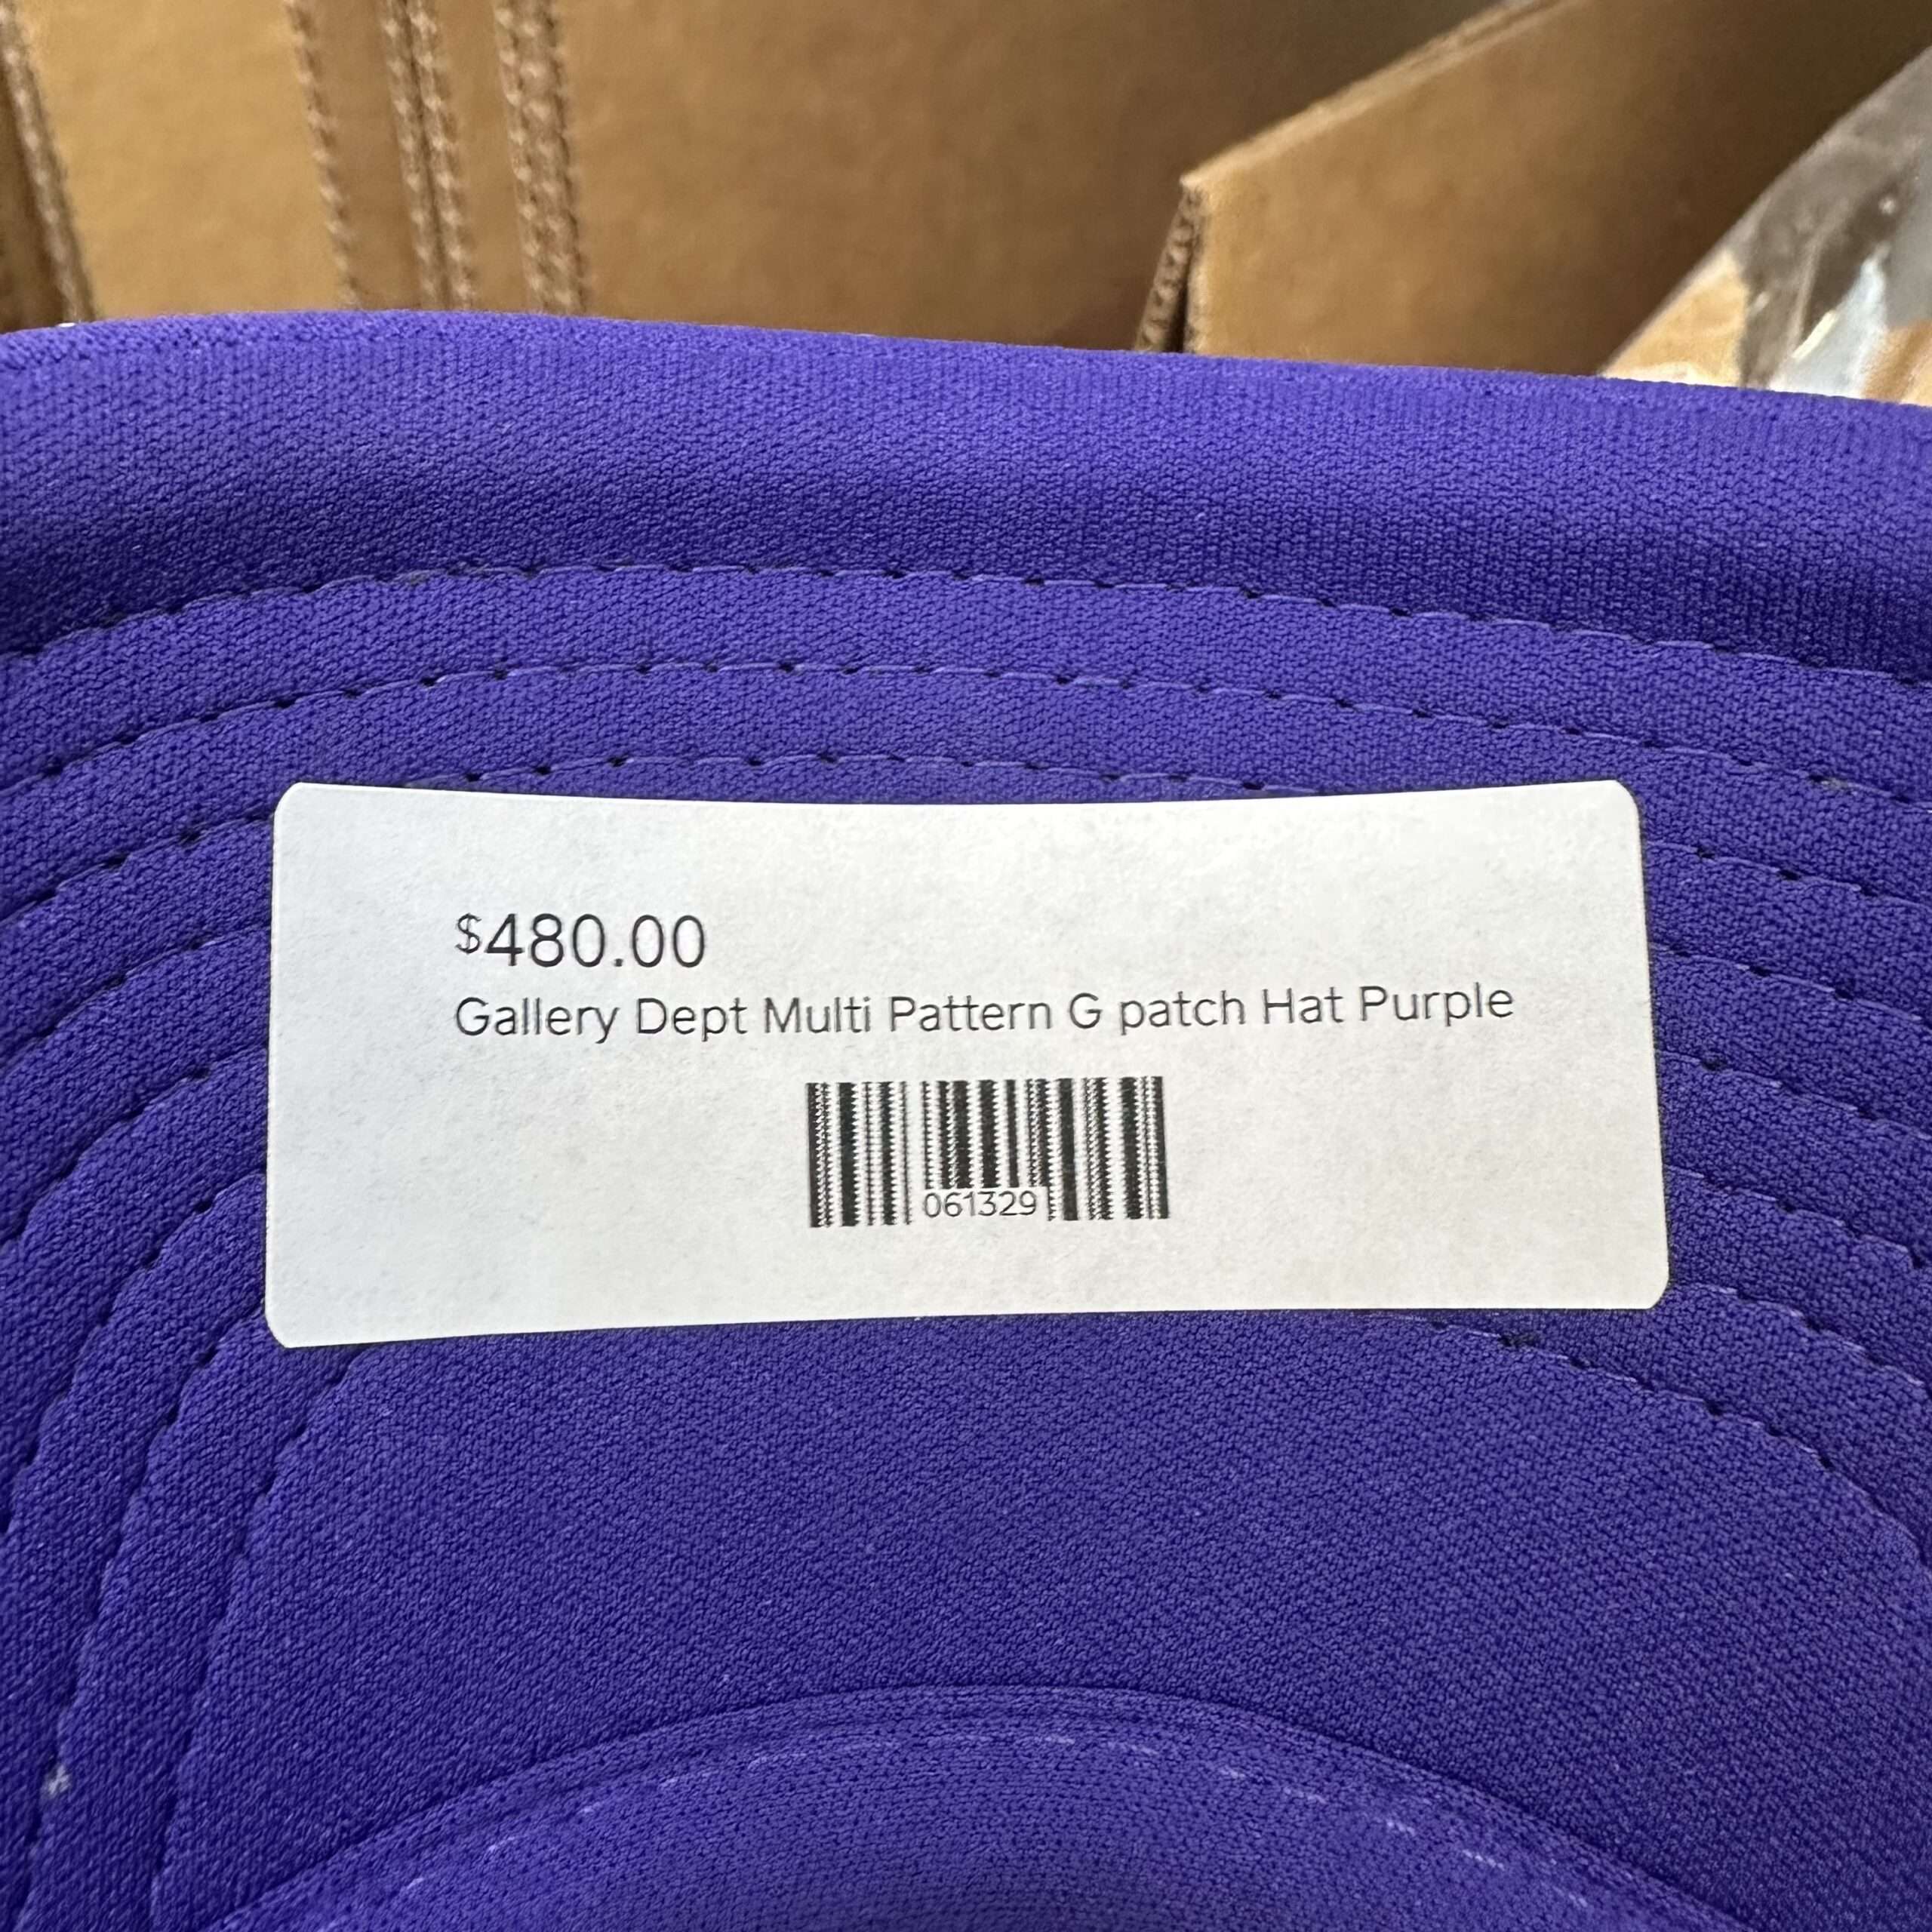 $480.00
Gallery Dept Multi Pattern G patch Hat Purple
061329